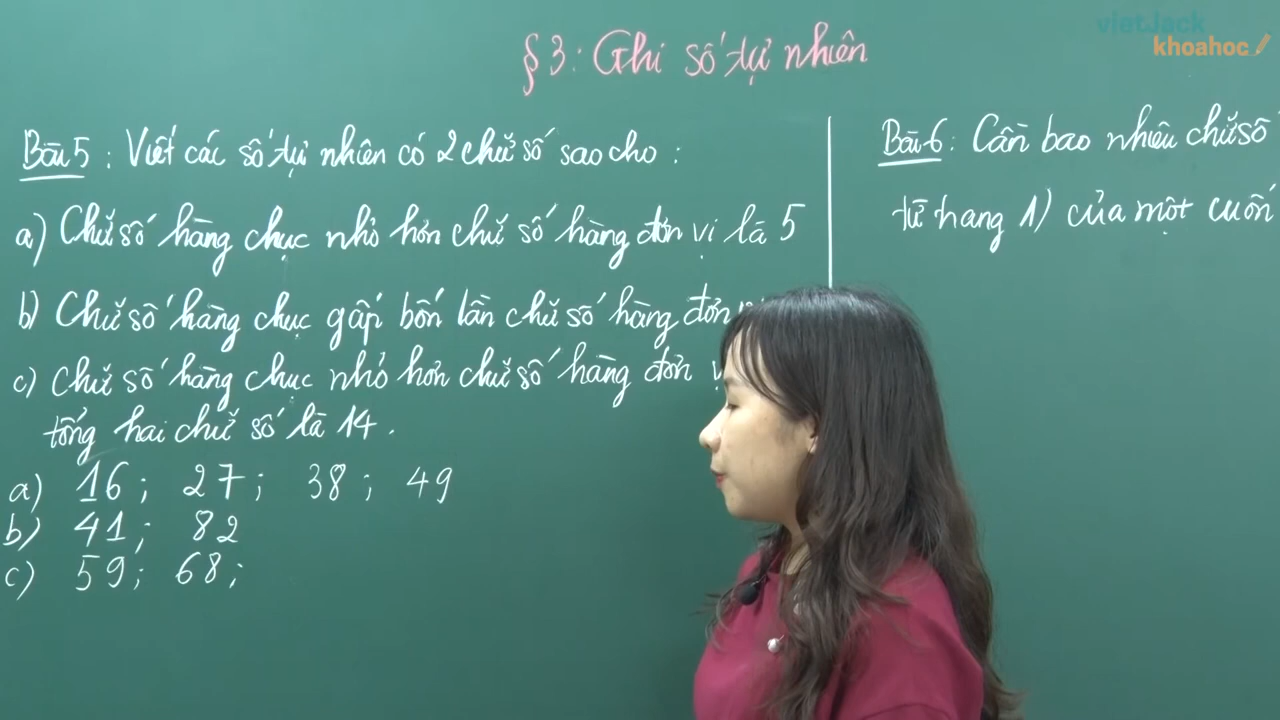 vietJack
khoahoc
§ 3: Ghi số tự nhiên
Bài 5 : Viết các số tự nhiên có 2 chữ số sao cho :
a) Chữ số hàng chục nhỏ hơn chữ số hàng đơn vị là 5
b) Chữ số hàng chục gấp bốn lần chữ số hàng đơn
c) Chữ số hàng chục nhỏ hơn chữ số hàng đơn
tổng hai chữ số là 14 .
a) 16 ; 27 ; 38 ; 49
b) 41 ; 82
c) 59 ; 68 ;
Bài 6 : Cần bao nhiêu chữ số
từ trang 1) của một cuốn